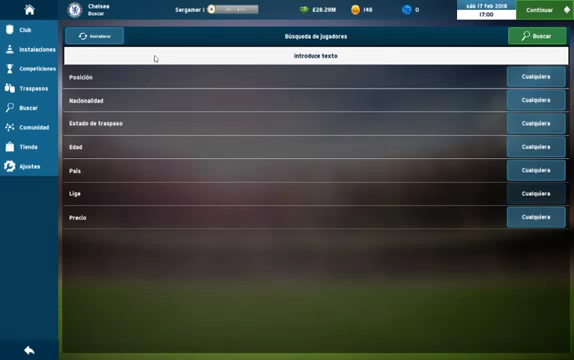 Chelsea
Buscar
Sergamer |
£28.29M
148
0
sáb 17 feb 2018
17:00
Continuar
Restablecer
Búsqueda de jugadores
Buscar
Introduce texto
Club
Instalaciones
Competiciones
Traspasos
Buscar
Comunidad
Tienda
Ajustes
Posición
Cualquiera
Nacionalidad
Cualquiera
Estado de traspaso
Cualquiera
Edad
Cualquiera
País
Cualquiera
Liga
Cualquiera
Precio
Cualquiera